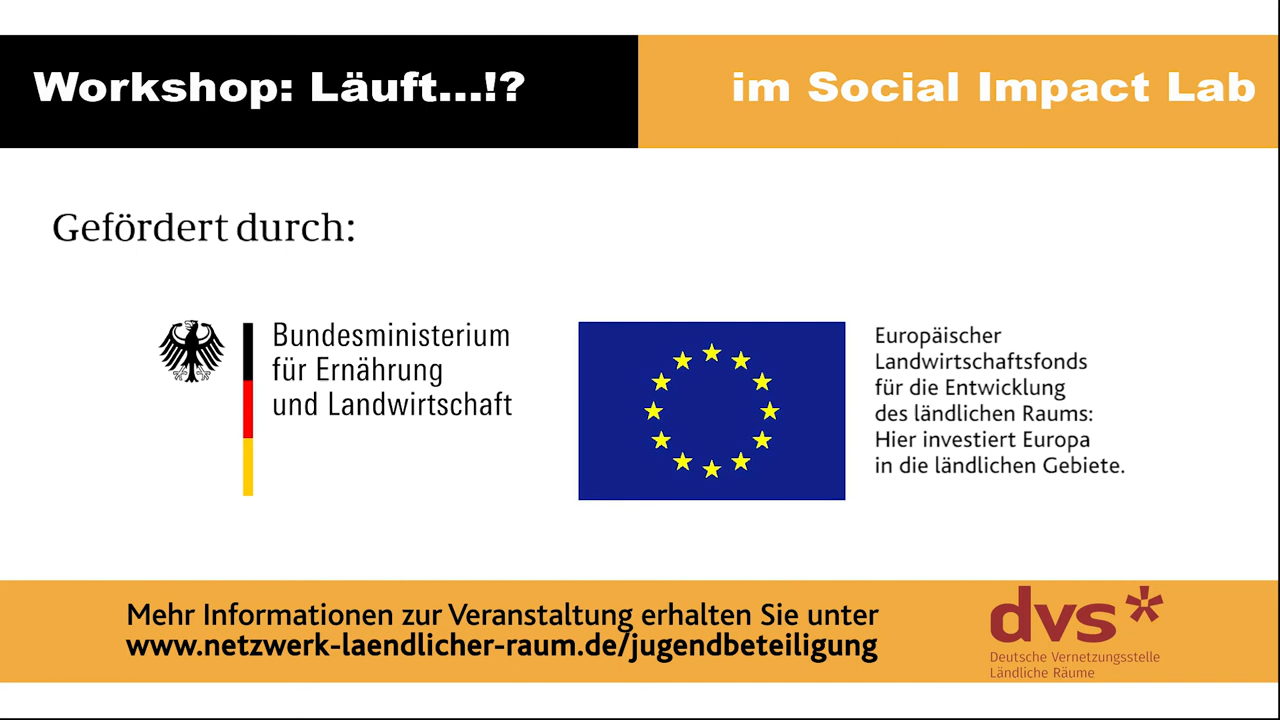 Workshop: Läuft...!?
im Social Impact Lab
Gefördert durch:
Bundesministerium
für Ernährung
und Landwirtschaft
Europäischer
Landwirtschaftsfonds
für die Entwicklung
des ländlichen Raums:
Hier investiert Europa
in die ländlichen Gebiete.
Mehr Informationen zur Veranstaltung erhalten Sie unter
www.netzwerk-laendlicher-raum.de/jugendbeteiligung
dvs*
Deutsche Vernetzungsstelle
Ländliche Räume